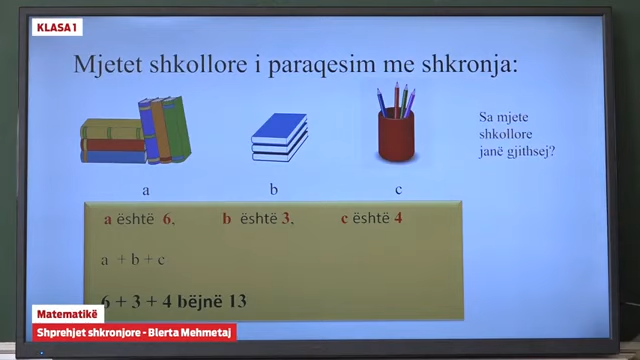 KLASA 1
Mjetet shkollore i paraqesim me shkronja:
Sa mjete
shkollore
janë gjithsej?
a b c
a është 6, b është 3, c është 4
a + b + c
6 + 3 + 4 bëjnë 13
Matematikë
Shprehjet shkronjore - Blerta Mehmetaj